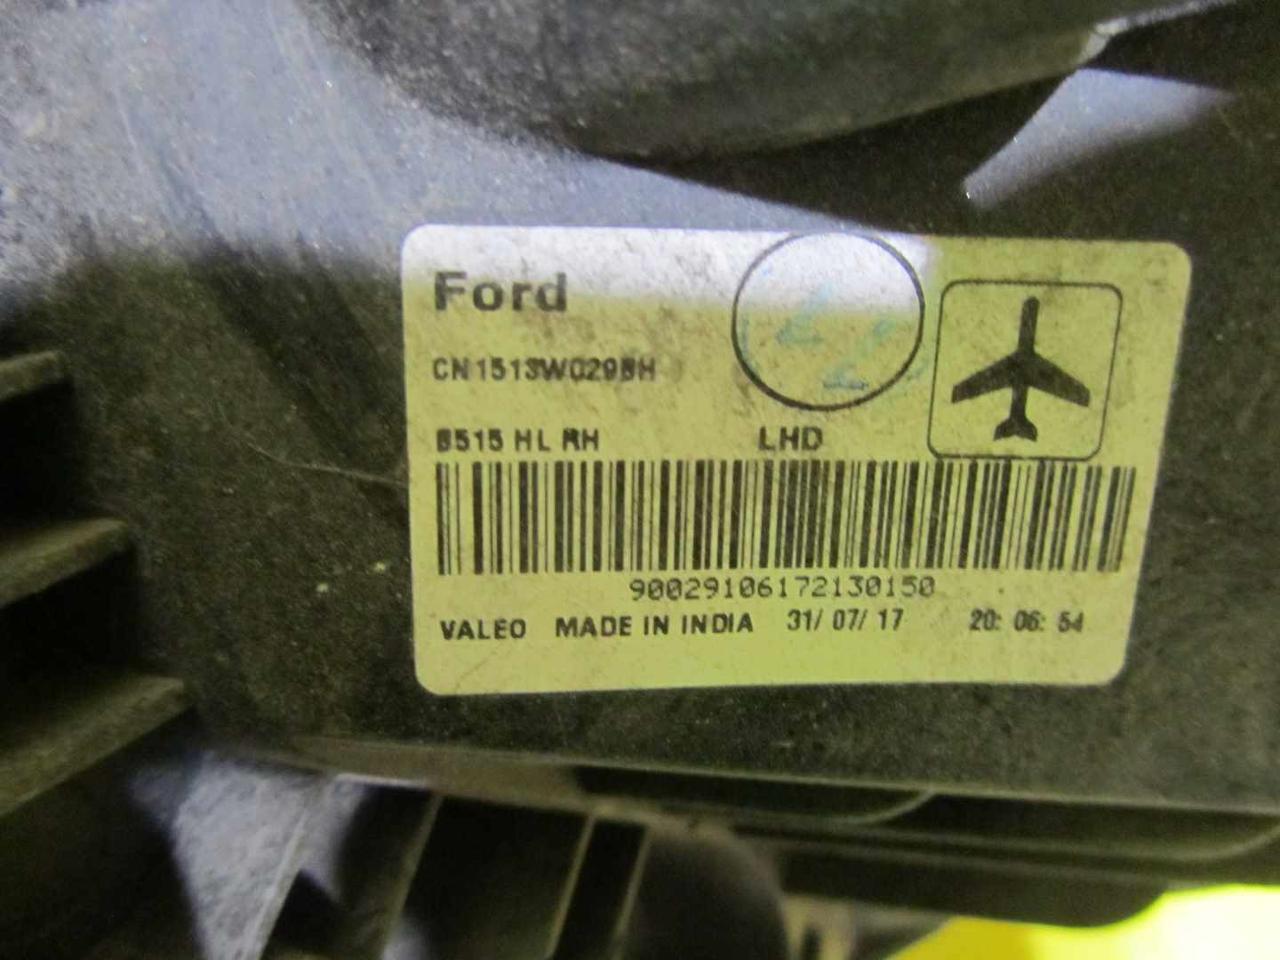 Ford
CN1513W029BH
B515 HL RH LHD
90029106172130150
VALEO MADE IN INDIA 31/ 07/ 17 20: 06: 54